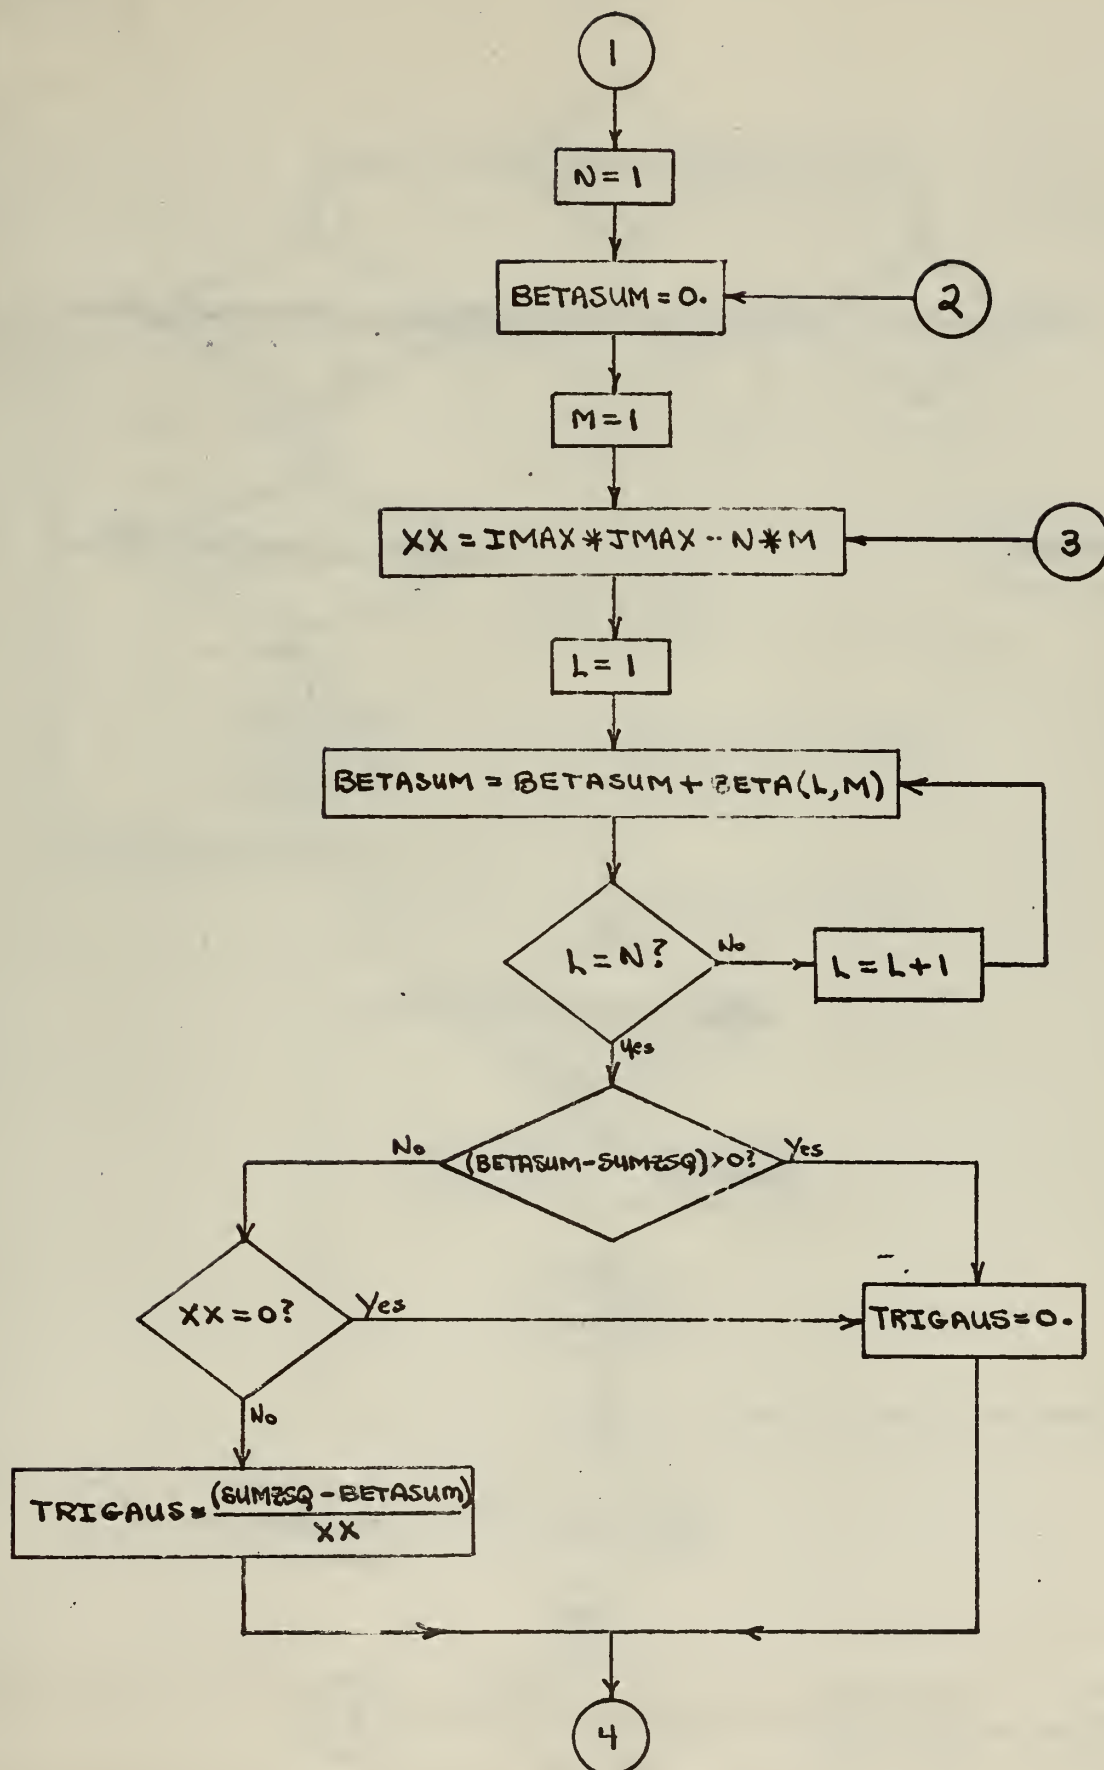 1
N = 1
BETASUM = 0.
2
M = 1
XX = IMAX * JMAX - N * M
3
L = 1
BETASUM = BETASUM + BETA(L,M)
L = N?
No
L = L + 1
Yes
No
(BETASUM - SUMZSQ) > 0?
Yes
XX = 0?
Yes
TRIGAUS = 0.
No
TRIGAUS = (SUMZSQ - BETASUM)
XX
4